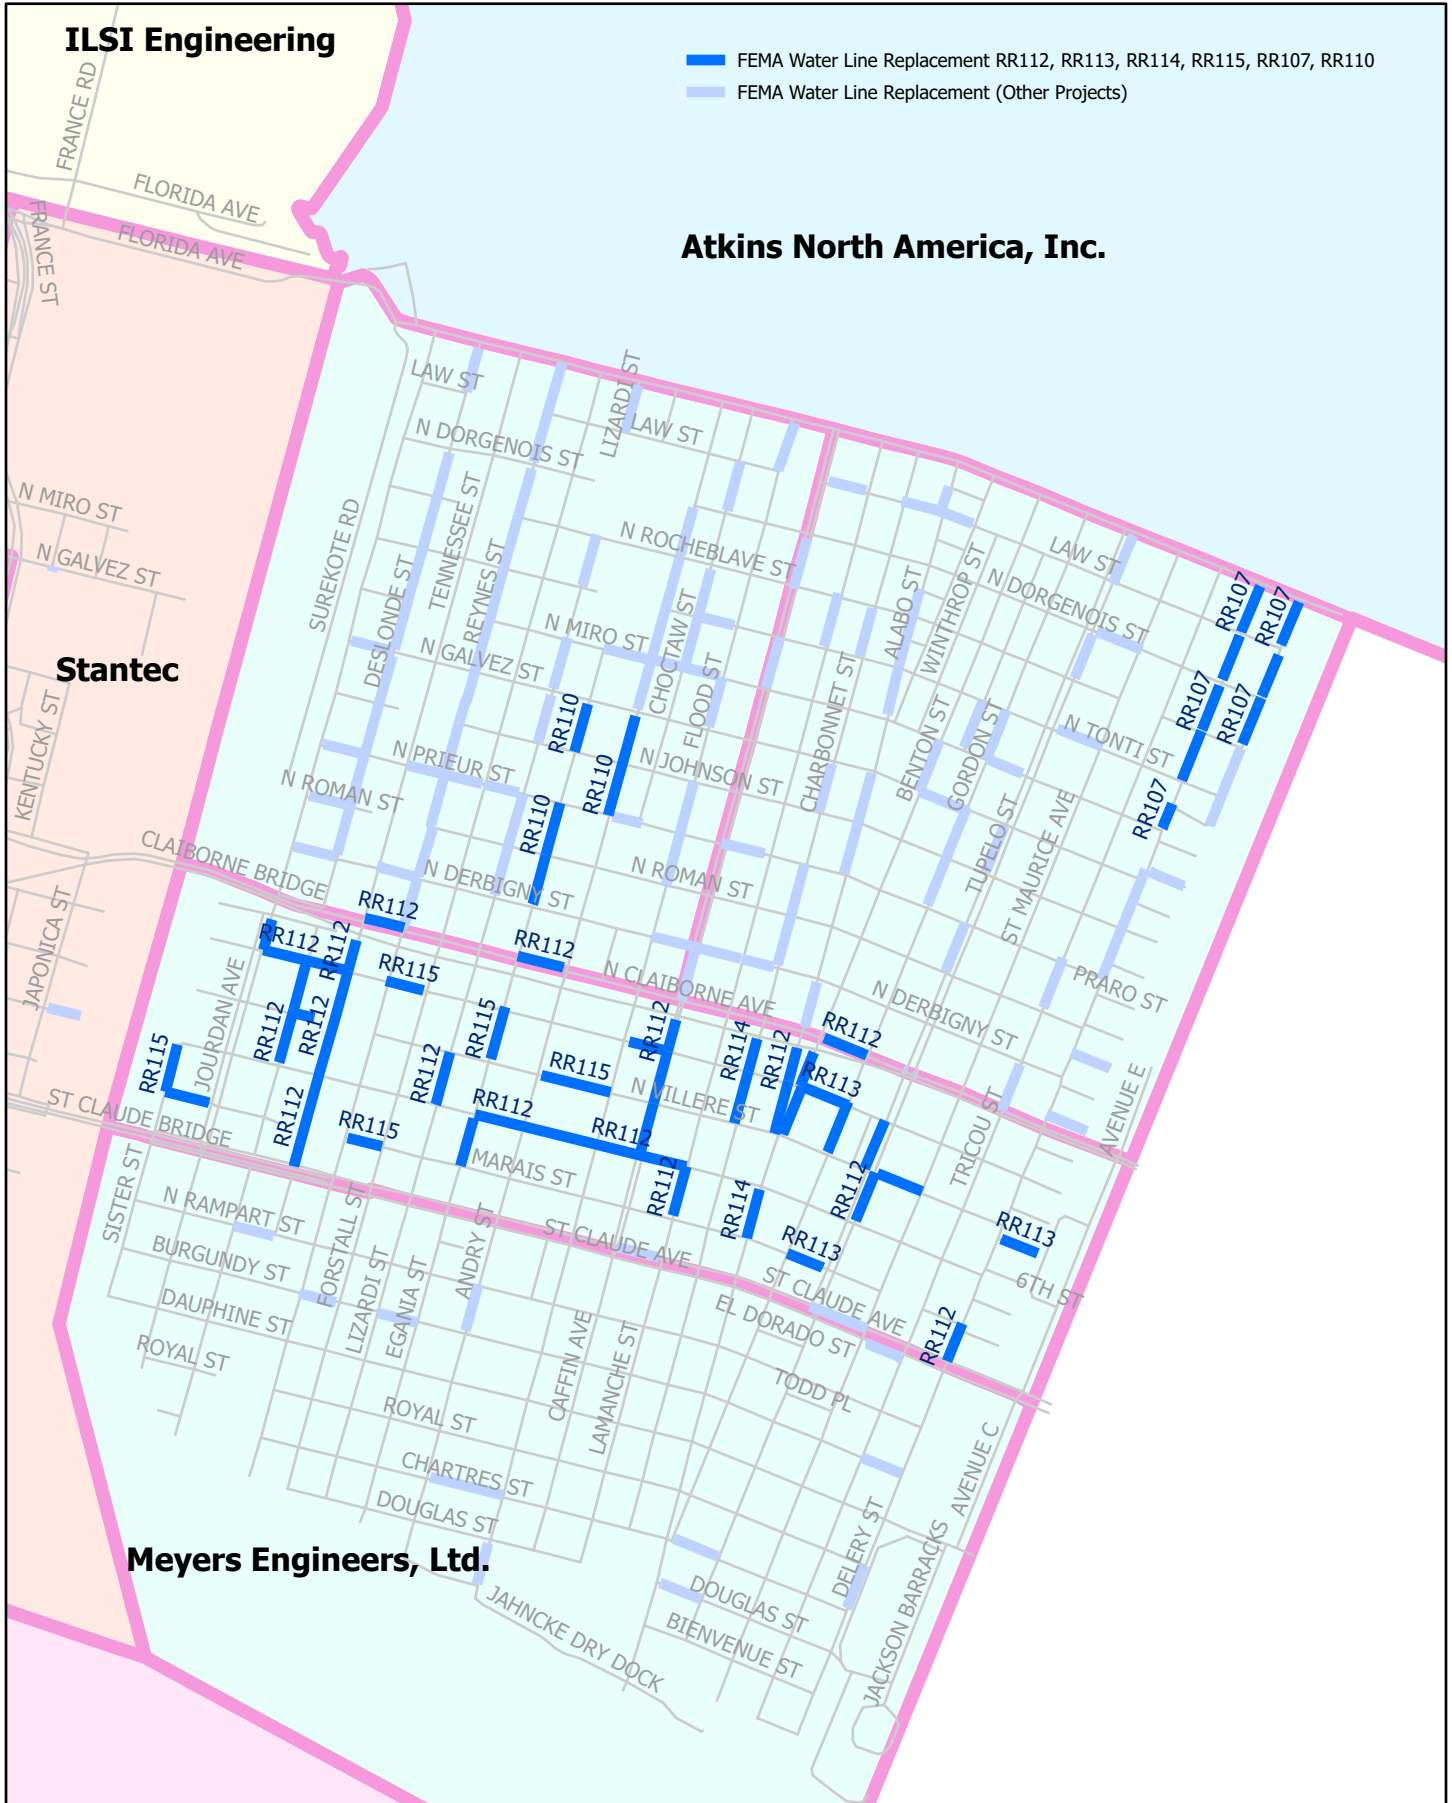 ILSI Engineering
FEMA Water Line Replacement RR112, RR113, RR114, RR115, RR107, RR110
FEMA Water Line Replacement (Other Projects)
FRANCE RD
FLORIDA AVE
FRANCE ST
FLORIDA AVE
Atkins North America, Inc.
LAW ST
LIZARDI ST
LAW ST
N DORGENOIS ST
N MIRO ST
N GALVEZ ST
SUREKOTE RD
TENNESSEE ST
DESLONDE ST
REYNES ST
N ROCHEBLAVE ST
LAW ST
N DORGENOIS ST
WINTHROP ST
ALABO ST
RR107
RR107
Stantec
N GALVEZ ST
N MIRO ST
CHOCTAW ST
FLOOD ST
CHARBONNET ST
BENTON ST
GORDON ST
N TONTI ST
RR107
RR107
KENTUCKY ST
N PRIEUR ST
N ROMAN ST
RR110
RR110
RR110
N JOHNSON ST
RR107
TUPELO ST
ST MAURICE AVE
CLAIBORNE BRIDGE
N DERBIGNY ST
N ROMAN ST
JAPONICA ST
RR112
RR112
RR112
RR112
RR115
N CLAIBORNE AVE
N DERBIGNY ST
PRARO ST
JOURDAN AVE
RR112
RR112
RR115
RR112
RR114
RR112
RR112
RR115
RR112
RR115
N VILLERE ST
RR113
AVENUE E
ST CLAUDE BRIDGE
RR112
RR115
RR112
RR112
MARAIS ST
RR112
TRICOU ST
SISTER ST
N RAMPART ST
FORSTALL ST
ANDRY ST
ST CLAUDE AVE
RR114
RR112
RR113
RR113
BURGUNDY ST
LIZARDI ST
EGANIA ST
ST CLAUDE AVE
6TH ST
DAUPHINE ST
EL DORADO ST
RR112
ROYAL ST
CAFFIN AVE
LAMANCHE ST
TODD PL
ROYAL ST
CHARTRES ST
AVENUE C
DOUGLAS ST
Meyers Engineers, Ltd.
DELERY ST
JACKSON BARRACKS
DOUGLAS ST
JAHNCKE DRY DOCK
BIENVENUE ST